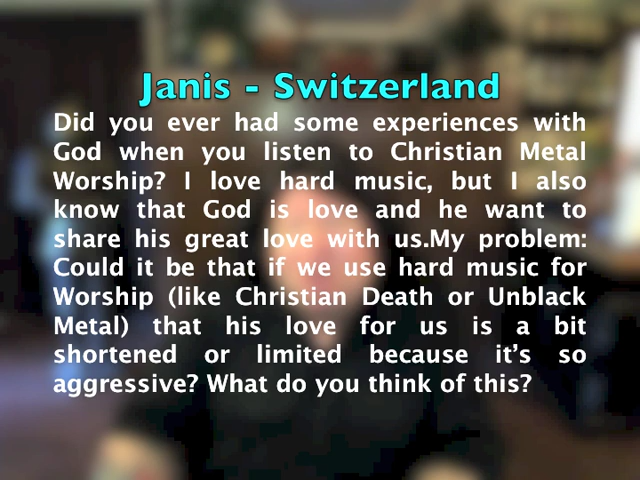 Janis - Switzerland
Did you ever had some experiences with
God when you listen to Christian Metal
Worship? I love hard music, but I also
know that God is love and he want to
share his great love with us.My problem:
Could it be that if we use hard music for
Worship (like Christian Death or Unblack
Metal) that his love for us is a bit
shortened or limited because it's so
aggressive? What do you think of this?